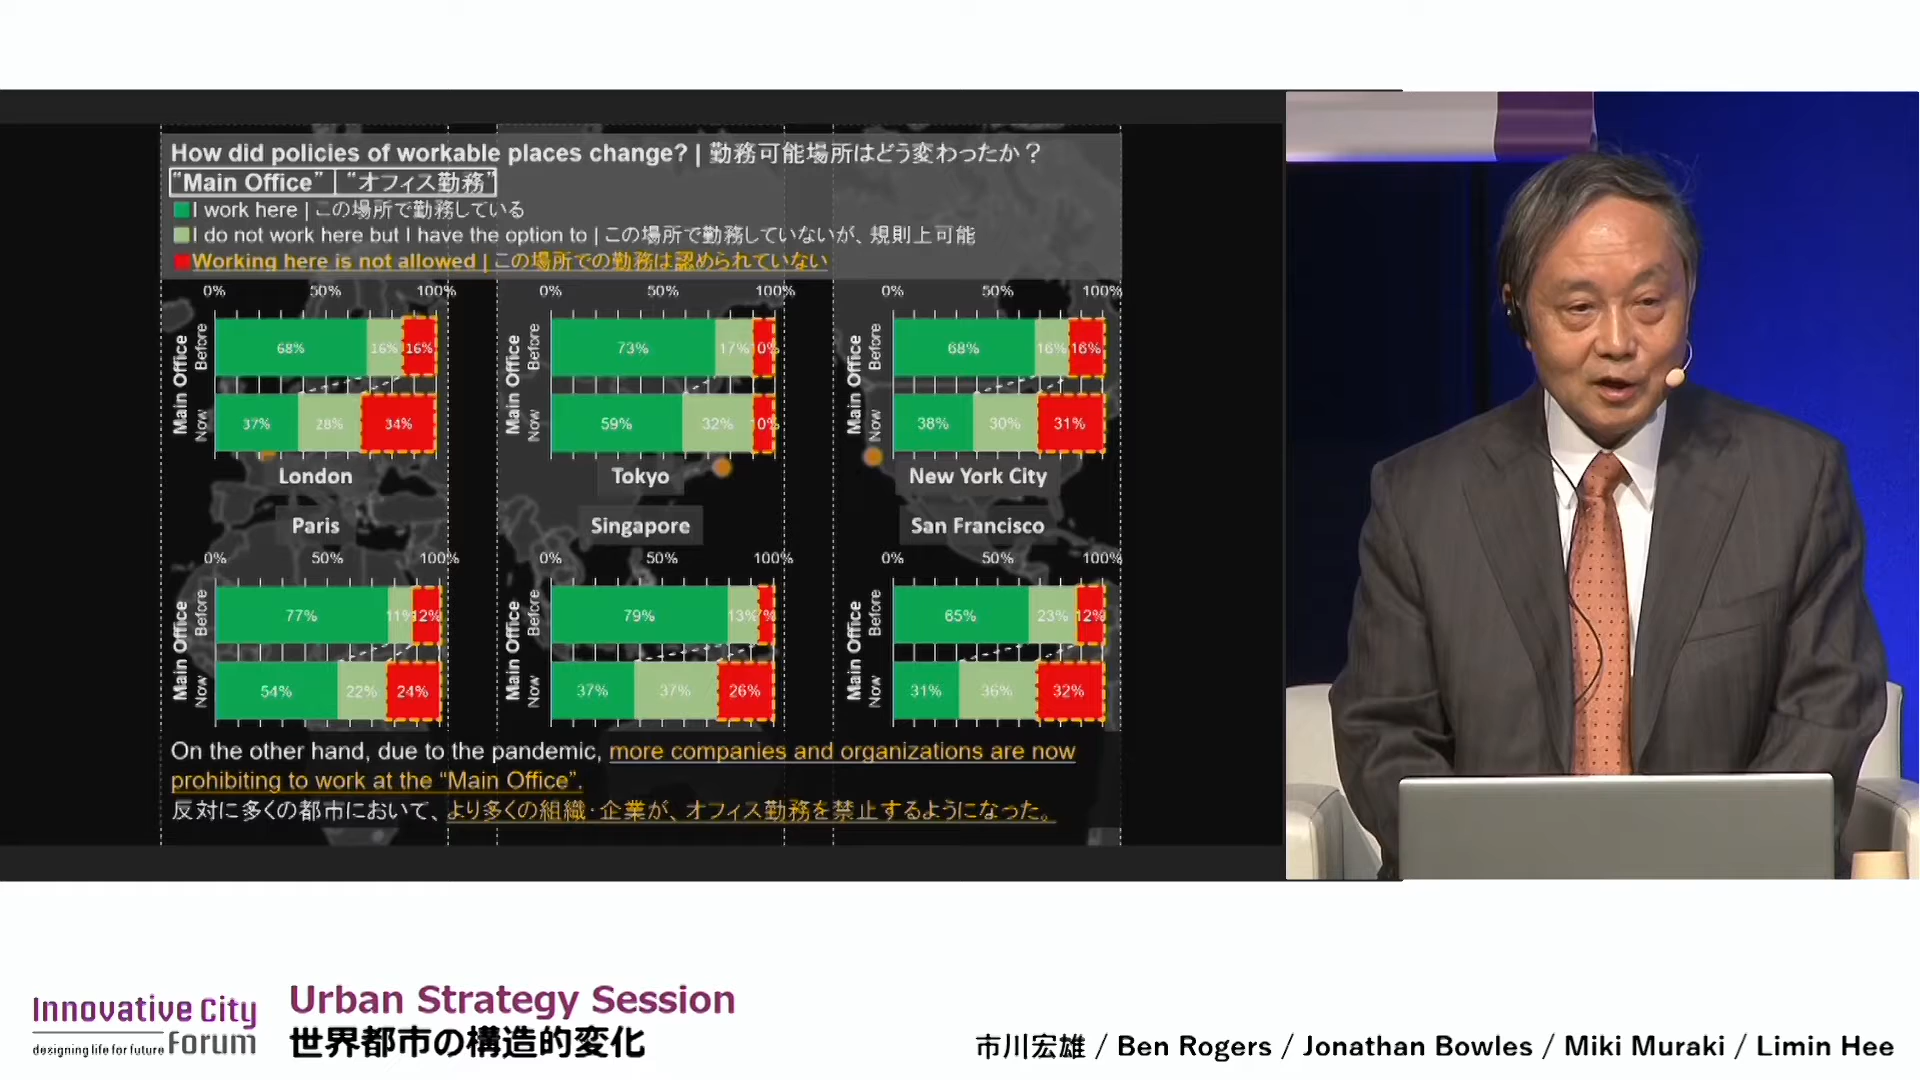 How did policies of workable places change? | 勤務可能場所はどう変わったか？
“Main Office” | “オフィス勤務”
I work here | この場所で勤務している
I do not work here but I have the option to | この場所で勤務していないが、規則上可能
Working here is not allowed | この場所での勤務は認められていない
0% 50% 100%
Main Office
Before
68% 16% 16%
Now
37% 28% 34%
London
0% 50% 100%
Main Office
Before
73% 17% 10%
Now
59% 32% 10%
Tokyo
0% 50% 100%
Main Office
Before
68% 16% 16%
Now
38% 30% 31%
New York City
Paris
0% 50% 100%
Main Office
Before
77% 11% 12%
Now
54% 22% 24%
Singapore
0% 50% 100%
Main Office
Before
79% 13% 7%
Now
37% 37% 26%
San Francisco
0% 50% 100%
Main Office
Before
65% 23% 12%
Now
31% 36% 32%
On the other hand, due to the pandemic, more companies and organizations are now
prohibiting to work at the “Main Office”.
反対に多くの都市において、より多くの組織・企業が、オフィス勤務を禁止するようになった。
Innovative City
designing life for future Forum
Urban Strategy Session
世界都市の構造的変化
市川宏雄 / Ben Rogers / Jonathan Bowles / Miki Muraki / Limin Hee